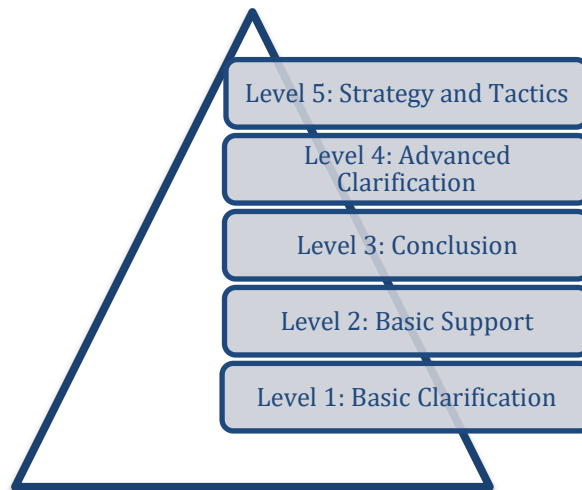 Level 5: Strategy and Tactics
Level 4: Advanced
Clarification
Level 3: Conclusion
Level 2: Basic Support
Level 1: Basic Clarification